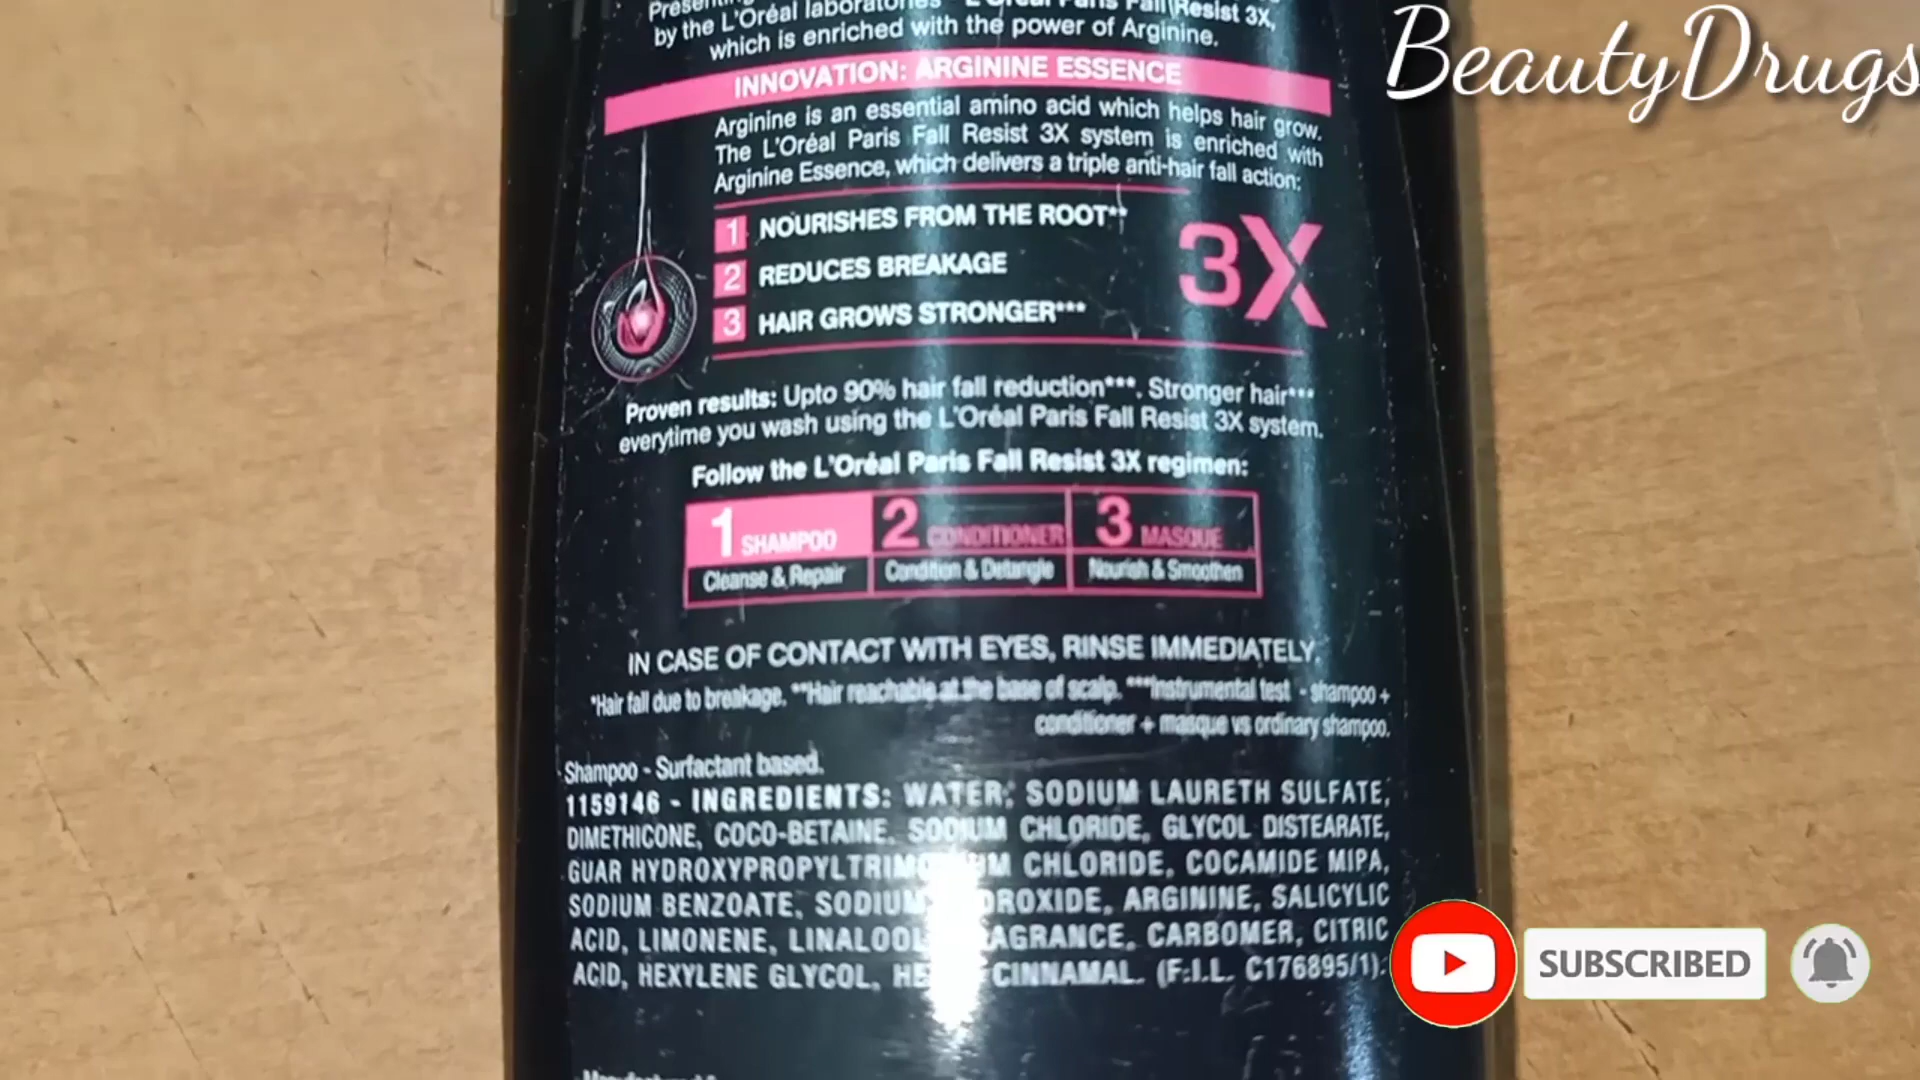 by the L'Oréal laboratories - L'Oréal Paris Fall Resist 3X,
which is enriched with the power of Arginine.
BeautyDrugs
INNOVATION: ARGININE ESSENCE
Arginine is an essential amino acid which helps hair grow.
The L'Oréal Paris Fall Resist 3X system is enriched with
Arginine Essence, which delivers a triple anti-hair fall action:
1 NOURISHES FROM THE ROOT**
2 REDUCES BREAKAGE
3 HAIR GROWS STRONGER***
3X
Proven results: Upto 90% hair fall reduction***. Stronger hair***
everytime you wash using the L'Oréal Paris Fall Resist 3X system.
Follow the L'Oréal Paris Fall Resist 3X regimen:
1 SHAMPOO 2 CONDITIONER 3 MASQUE
Cleanse & Repair Condition & Detangle Nourish & Smoothen
IN CASE OF CONTACT WITH EYES, RINSE IMMEDIATELY.
*Hair fall due to breakage. **Hair reachable at the base of scalp. ***Instrumental test - shampoo +
conditioner + masque vs ordinary shampoo.
Shampoo - Surfactant based.
1159146 - INGREDIENTS: WATER, SODIUM LAURETH SULFATE,
DIMETHICONE, COCO-BETAINE, SODIUM CHLORIDE, GLYCOL DISTEARATE,
GUAR CHLORIDE, COCAMIDE MIPA,
SODIUM BENZOATE, SODIUM ARGININE, SALICYLIC
ACID, LIMONENE, LINALOOL CARBOMER, CITRIC
ACID, HEXYLENE GLYCOL, CINNAMAL. (F.I.L. C176895/1).
SUBSCRIBED